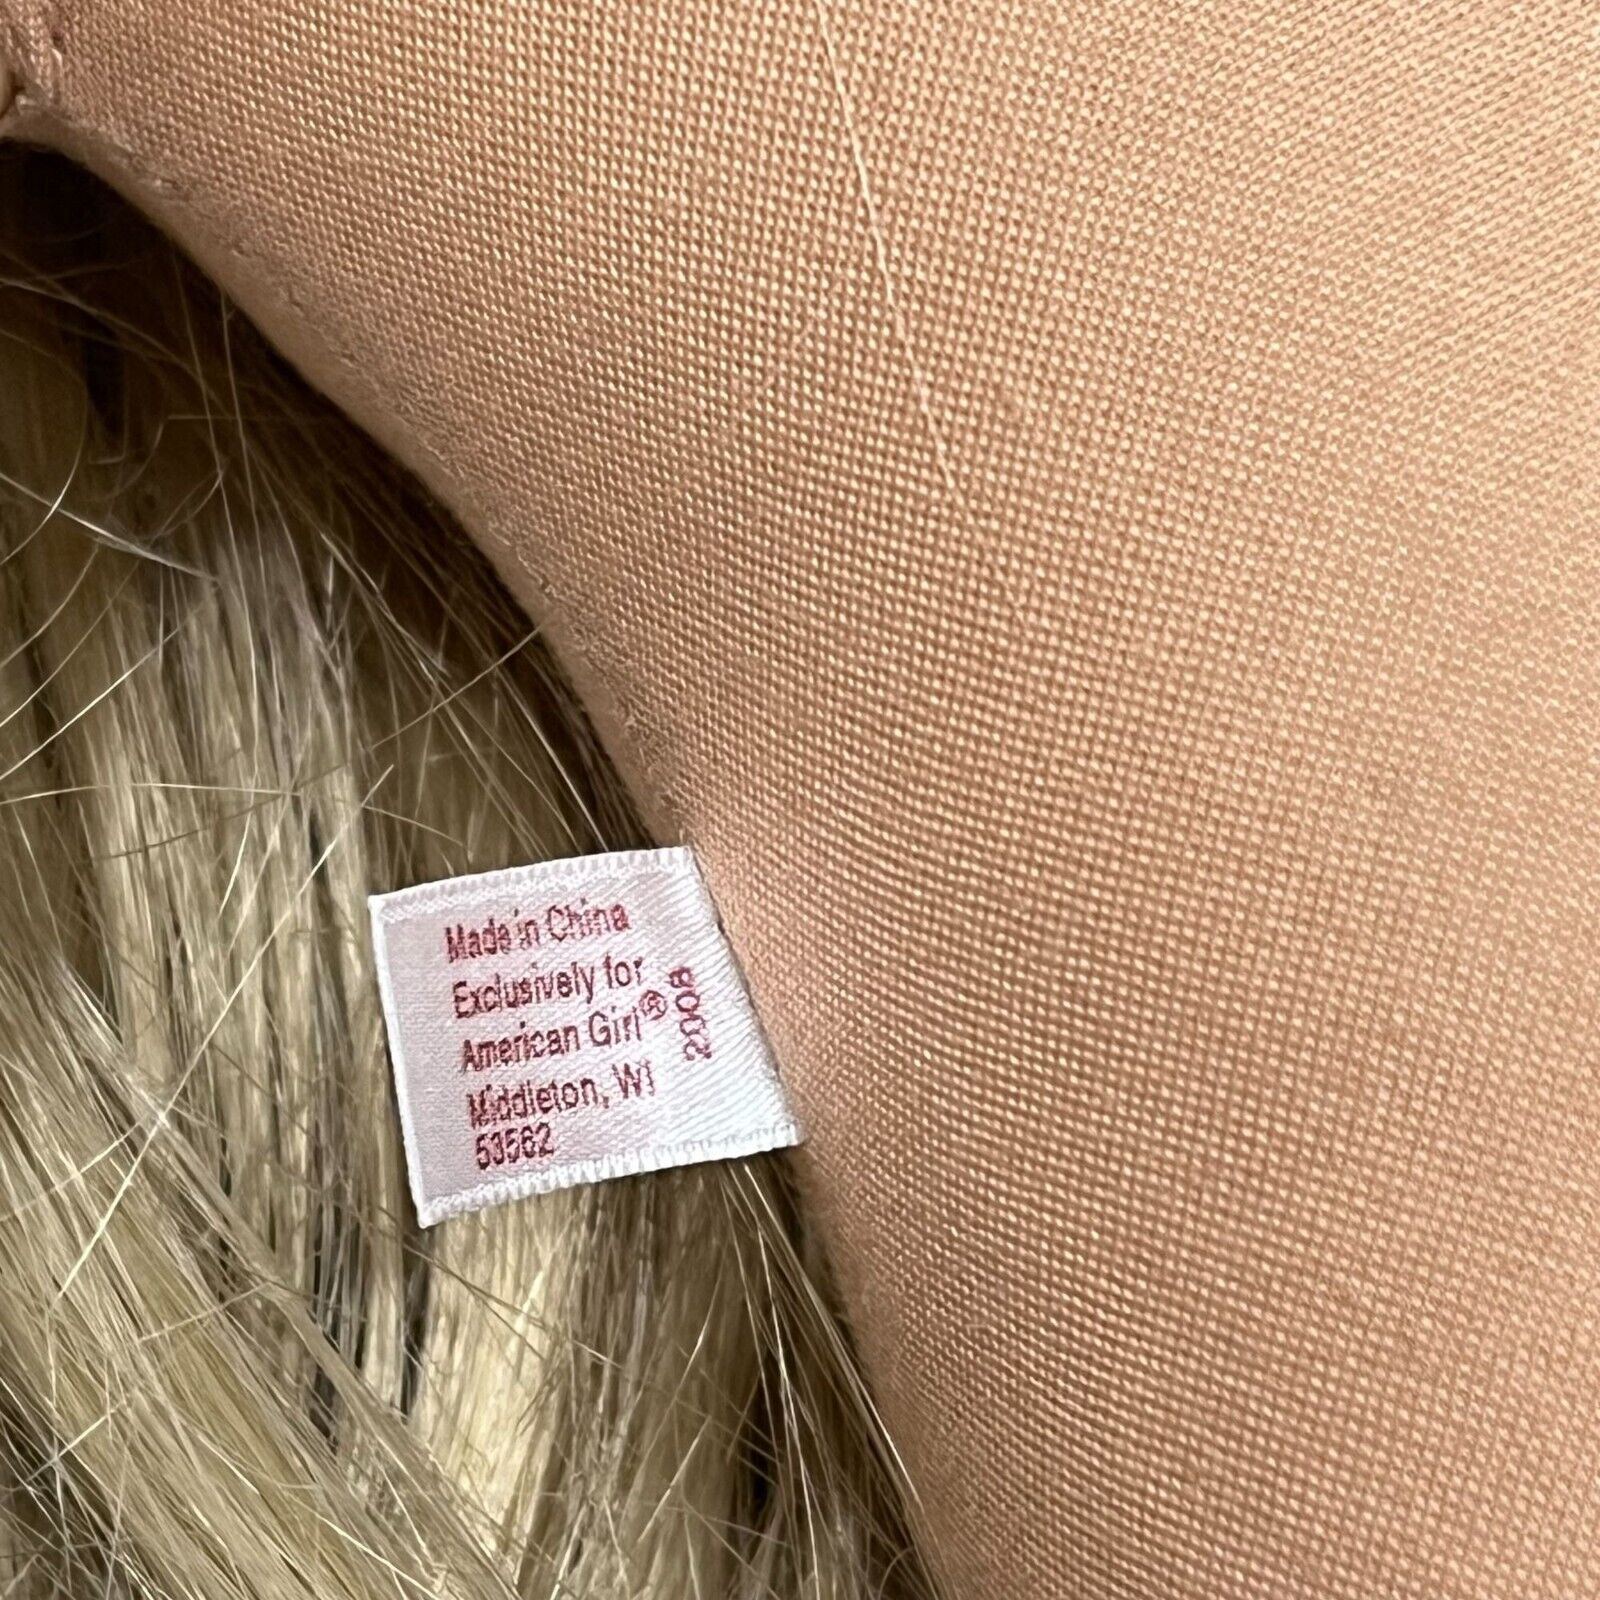 Made in China
Exclusively for
American Girl®
Middleton, WI
53562
2008